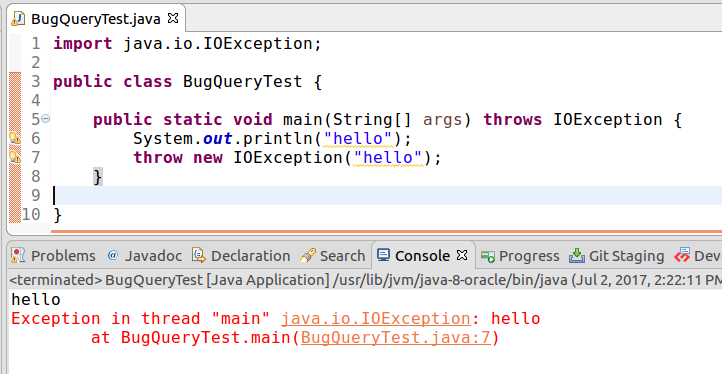 BugQueryTest.java
1 import java.io.IOException;
2
3 public class BugQueryTest {
4
5 public static void main(String[] args) throws IOException {
6 System.out.println("hello");
7 throw new IOException("hello");
8 }
9
10 }
Problems @ Javadoc Declaration Search Console Progress Git Staging Dev
<terminated> BugQueryTest [Java Application] /usr/lib/jvm/java-8-oracle/bin/java (Jul 2, 2017, 2:22:11 PM
hello
Exception in thread "main" java.io.IOException: hello
at BugQueryTest.main(BugQueryTest.java:7)